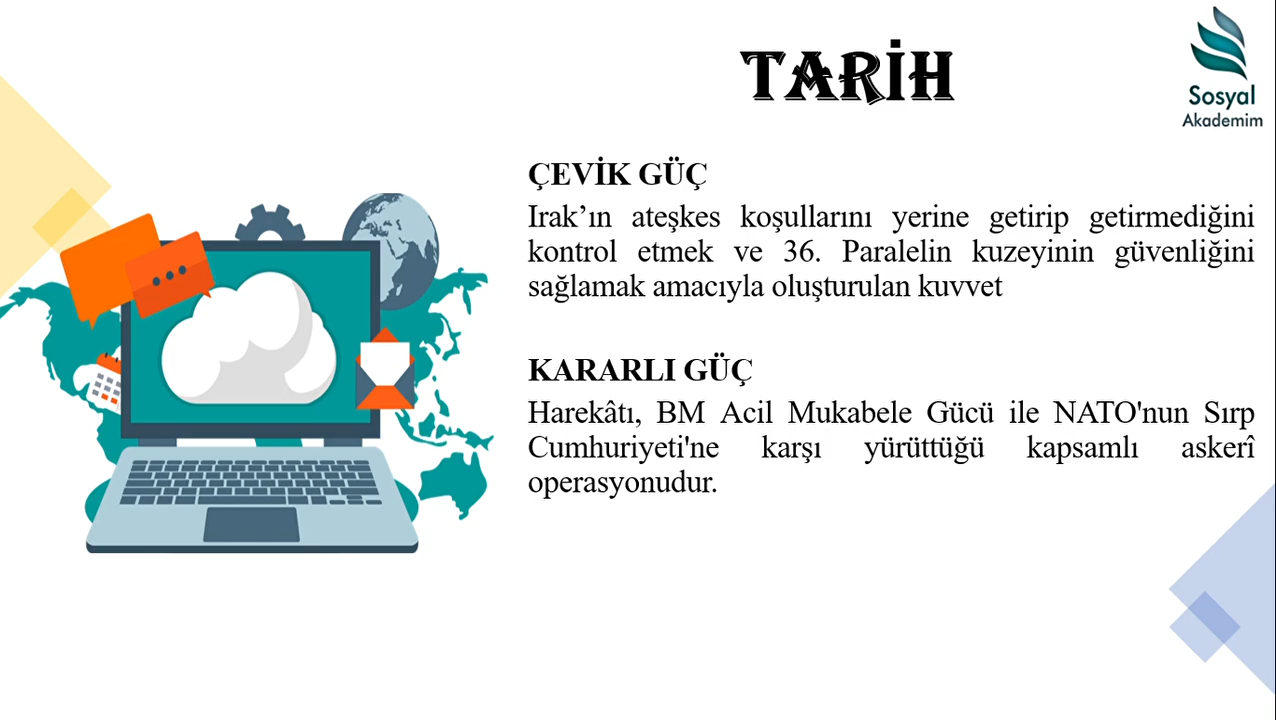 TARİH
Sosyal
Akademim
ÇEVİK GÜÇ
Irak’ın ateşkes koşullarını yerine getirip getirmediğini
kontrol etmek ve 36. Paralelin kuzeyinin güvenliğini
sağlamak amacıyla oluşturulan kuvvet
KARARLI GÜÇ
Harekâtı, BM Acil Mukabele Gücü ile NATO'nun Sırp
Cumhuriyeti'ne karşı yürüttüğü kapsamlı askerî
operasyonudur.